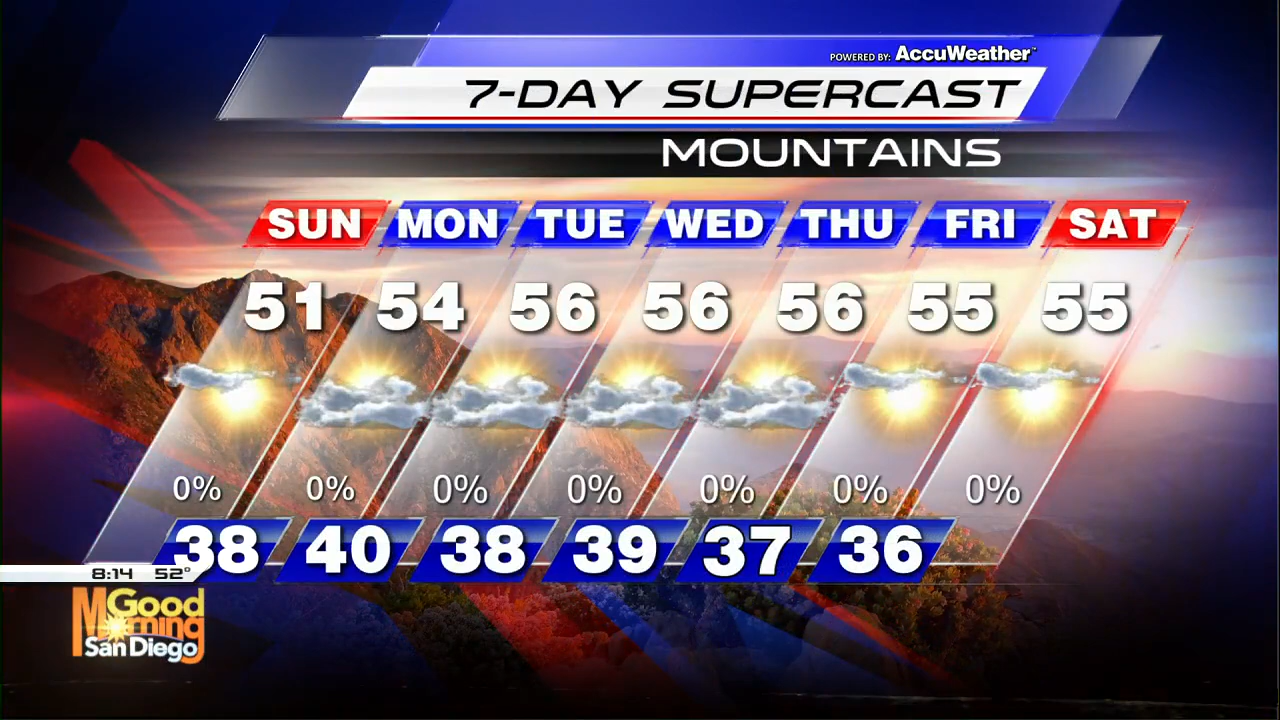 POWERED BY: AccuWeather™
7-DAY SUPERCAST
MOUNTAINS
SUN MON TUE WED THU FRI SAT
51 54 56 56 56 55 55
0% 0% 0% 0% 0% 0% 0%
38 40 38 39 37 36
8:14 52°
Good
Morning
San Diego